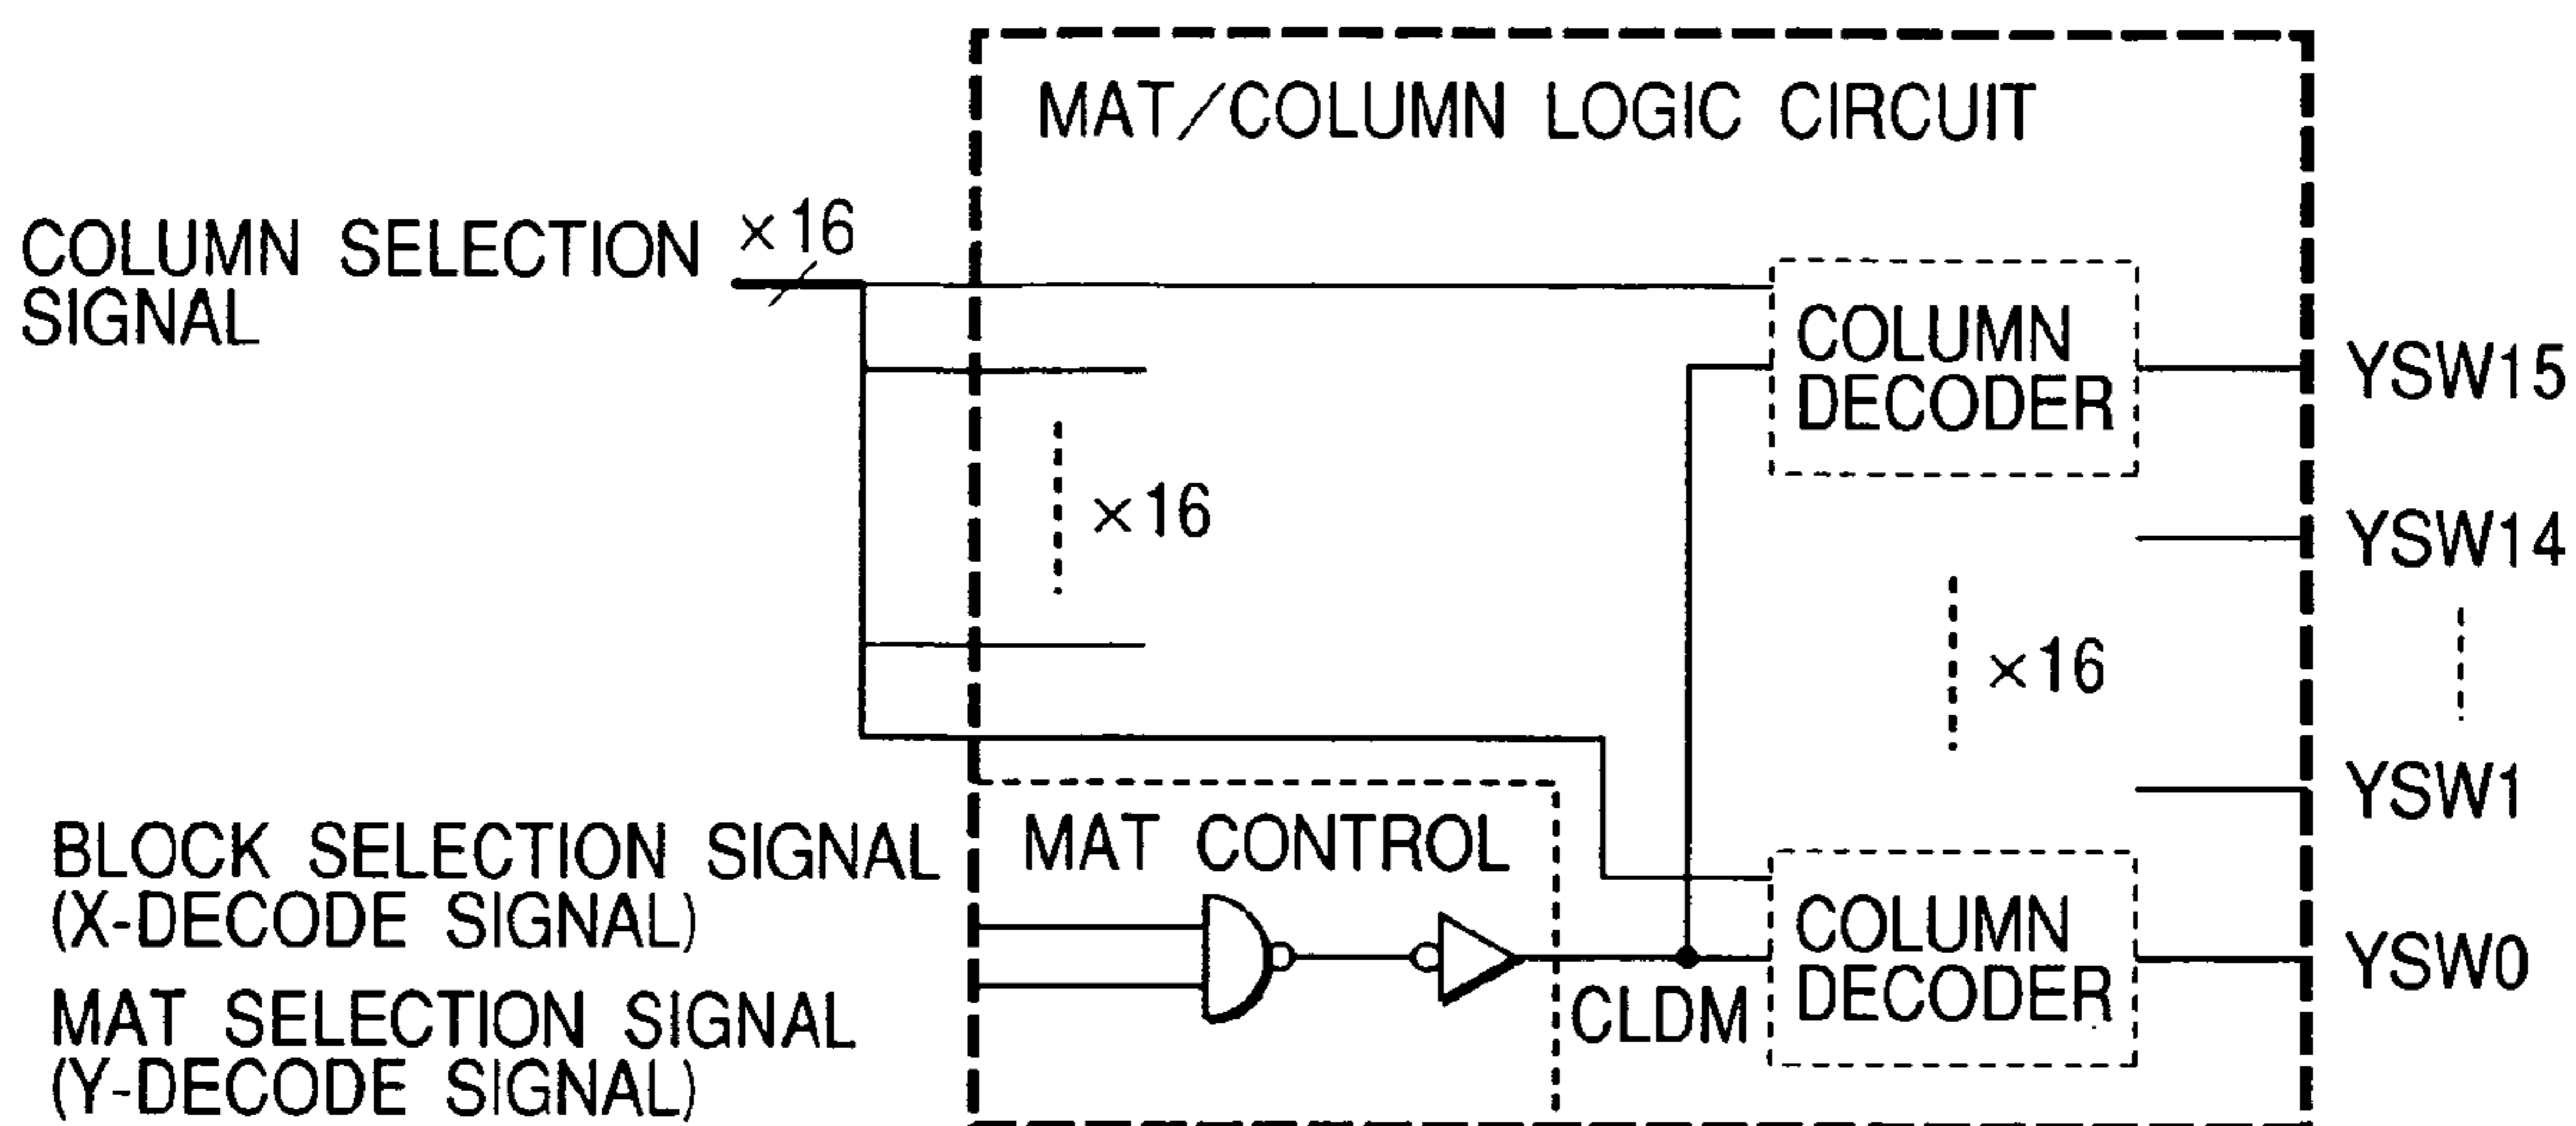 MAT/COLUMN LOGIC CIRCUIT
COLUMN SELECTION
SIGNAL
×16
COLUMN
DECODER
YSW15
×16
YSW14
×16
YSW1
BLOCK SELECTION SIGNAL
(X-DECODE SIGNAL)
MAT CONTROL
MAT SELECTION SIGNAL
(Y-DECODE SIGNAL)
CLDM
COLUMN
DECODER
YSW0